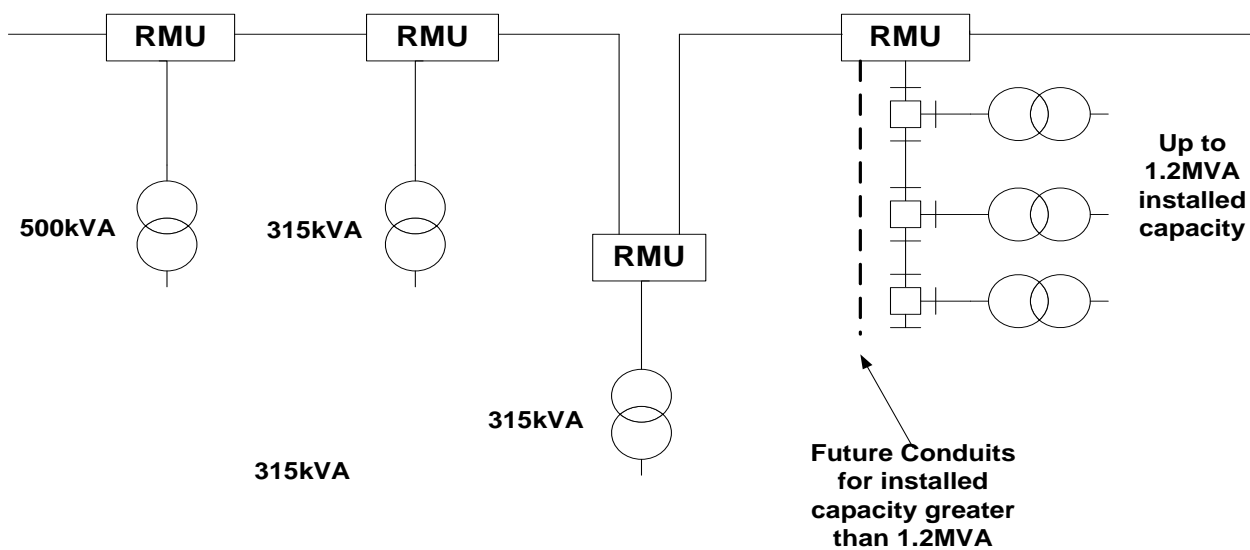 RMU
RMU
RMU
500kVA
315kVA
Up to
1.2MVA
installed
capacity
RMU
315kVA
315kVA
Future Conduits
for installed
capacity greater
than 1.2MVA